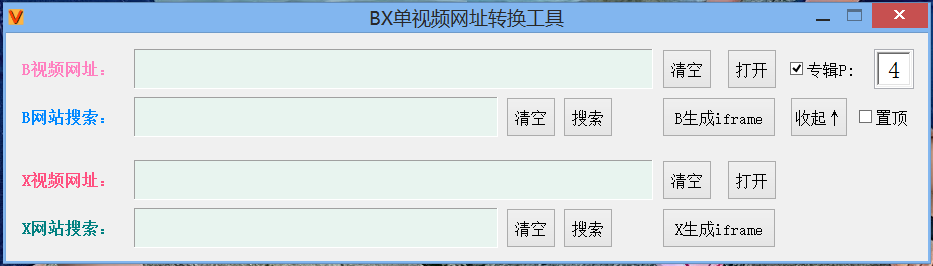 BX单视频网址转换工具
B视频网址: 清空 打开 专辑P: 4
B网站搜索: 清空 搜索 B生成iframe 收起↑ 置顶
X视频网址: 清空 打开
X网站搜索: 清空 搜索 X生成iframe